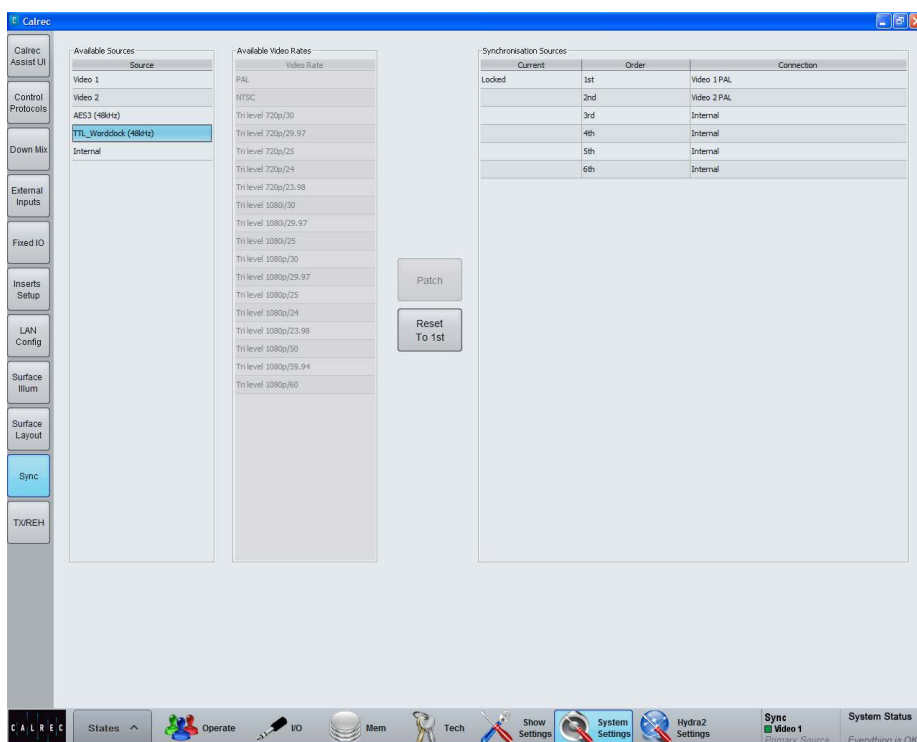 Calrec
Calrec
Assist UI
Control
Protocols
Down Mix
External
Inputs
Fixed IO
Inserts
Setup
LAN
Config
Surface
Illum
Surface
Layout
Sync
TX/REH
Available Sources
Source
Video 1
Video 2
AES3 (48kHz)
TTL_Wordclock (48kHz)
Internal
Available Video Rates
Video Rate
PAL
NTSC
Tri level 720p/30
Tri level 720p/29.97
Tri level 720p/25
Tri level 720p/24
Tri level 720p/23.98
Tri level 1080i/30
Tri level 1080i/29.97
Tri level 1080i/25
Tri level 1080p/30
Tri level 1080p/29.97
Tri level 1080p/25
Tri level 1080p/24
Tri level 1080p/23.98
Tri level 1080p/50
Tri level 1080p/59.94
Tri level 1080p/60
Patch
Reset
To 1st
Synchronisation Sources
Current Order Connection
Locked 1st Video 1 PAL
2nd Video 2 PAL
3rd Internal
4th Internal
5th Internal
6th Internal
CALREC
States
Operate
I/O
Mem
Tech
Show
Settings
System
Settings
Hydra2
Settings
Sync
Video 1
Primary Source
System Status
Everything is OK